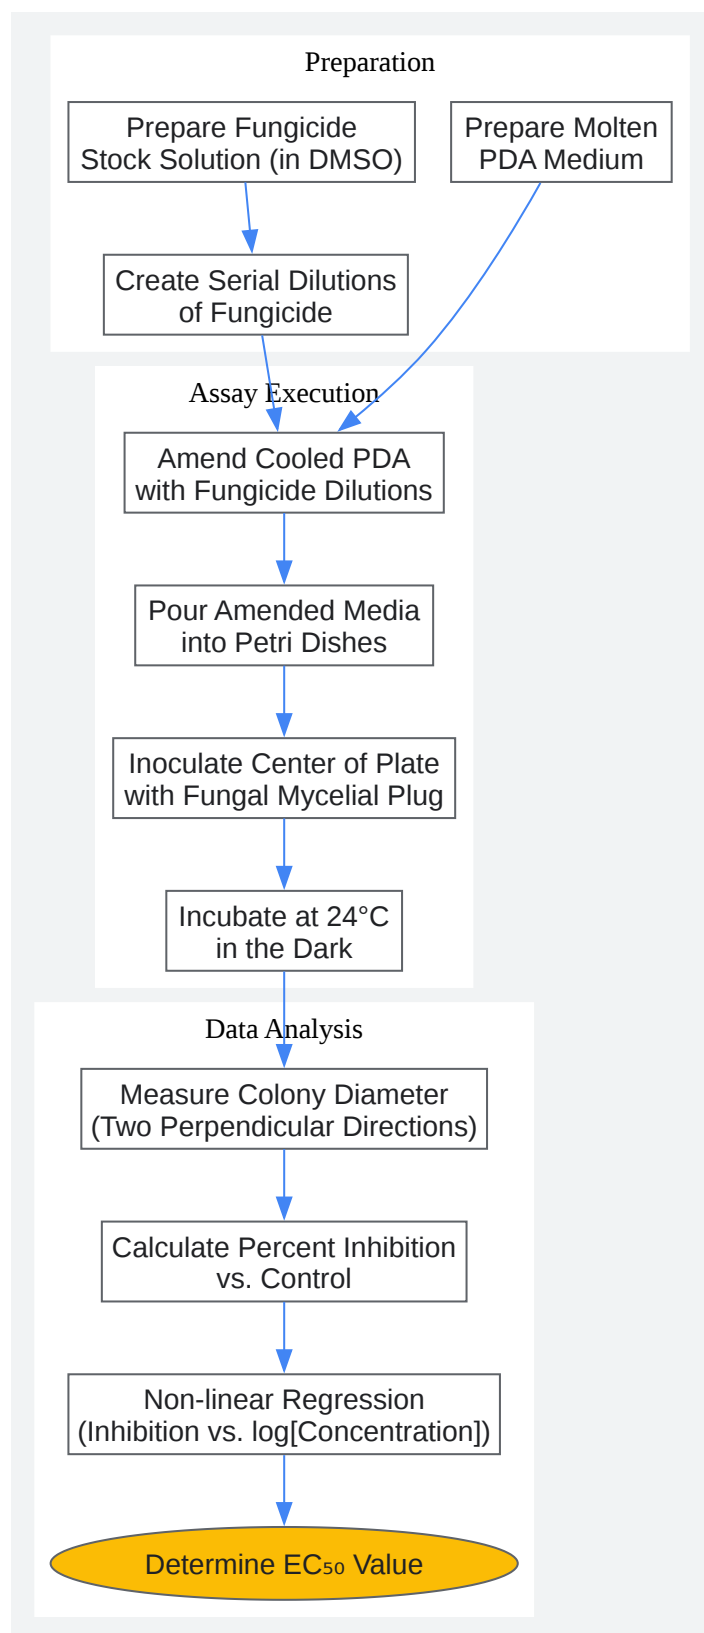 Preparation
Prepare Fungicide
Stock Solution (in DMSO)
Prepare Molten
PDA Medium
Create Serial Dilutions
of Fungicide
Assay Execution
Amend Cooled PDA
with Fungicide Dilutions
Pour Amended Media
into Petri Dishes
Inoculate Center of Plate
with Fungal Mycelial Plug
Incubate at 24°C
in the Dark
Data Analysis
Measure Colony Diameter
(Two Perpendicular Directions)
Calculate Percent Inhibition
vs. Control
Non-linear Regression
(Inhibition vs. log[Concentration])
Determine EC₅₀ Value